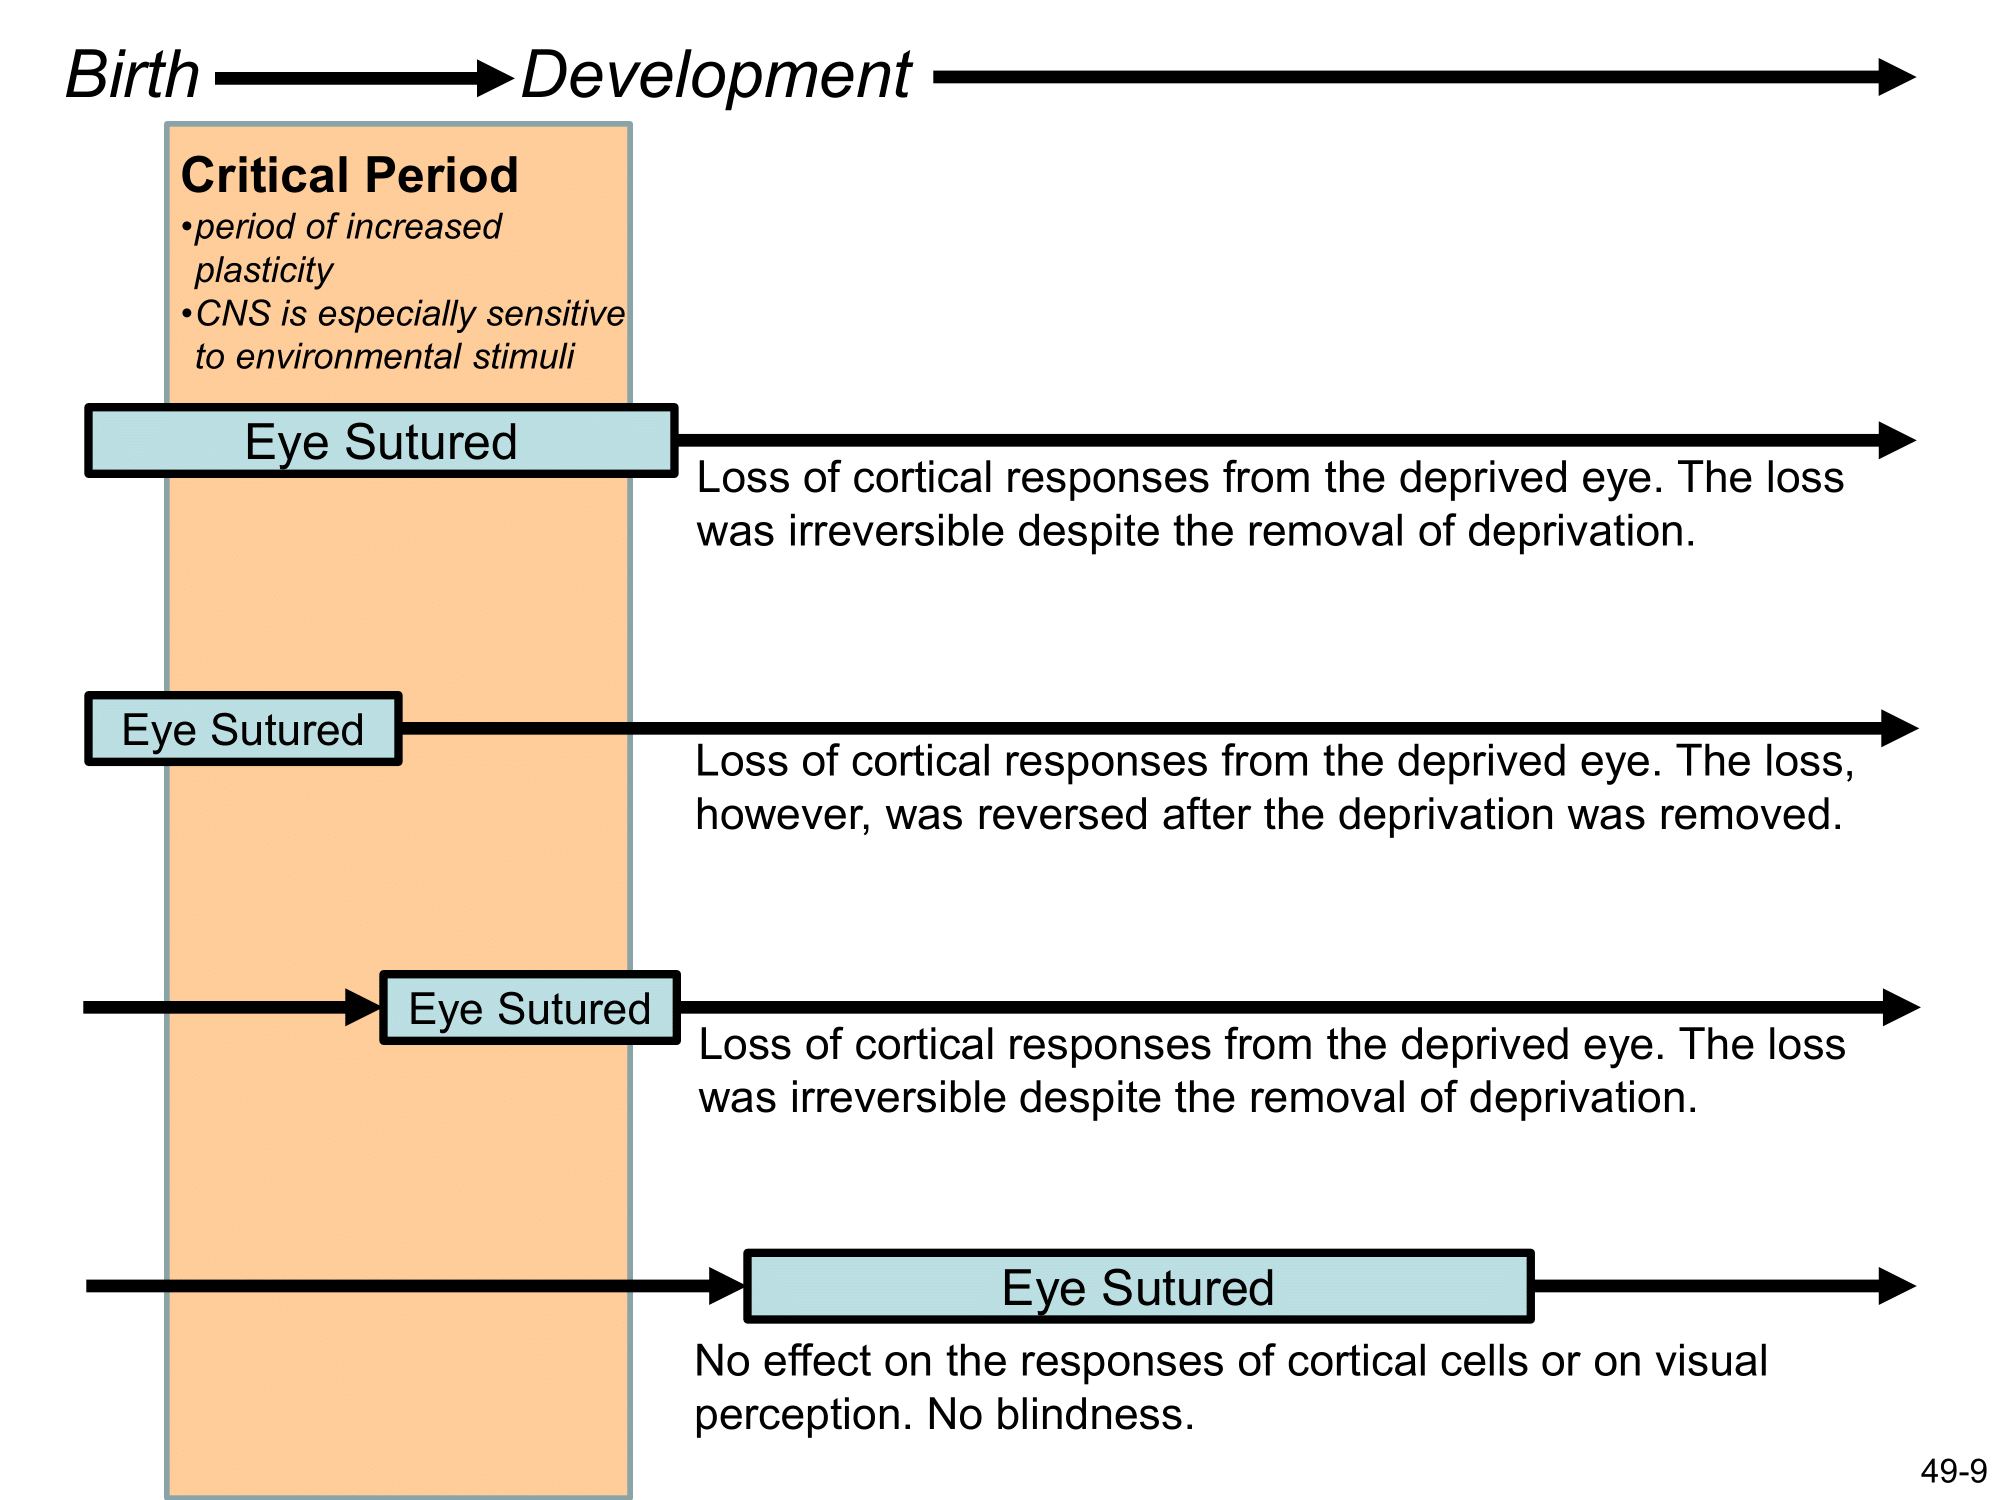 Birth Development
Critical Period
•period of increased
plasticity
•CNS is especially sensitive
to environmental stimuli
Eye Sutured
Loss of cortical responses from the deprived eye. The loss
was irreversible despite the removal of deprivation.
Eye Sutured
Loss of cortical responses from the deprived eye. The loss,
however, was reversed after the deprivation was removed.
Eye Sutured
Loss of cortical responses from the deprived eye. The loss
was irreversible despite the removal of deprivation.
Eye Sutured
No effect on the responses of cortical cells or on visual
perception. No blindness.
49-9